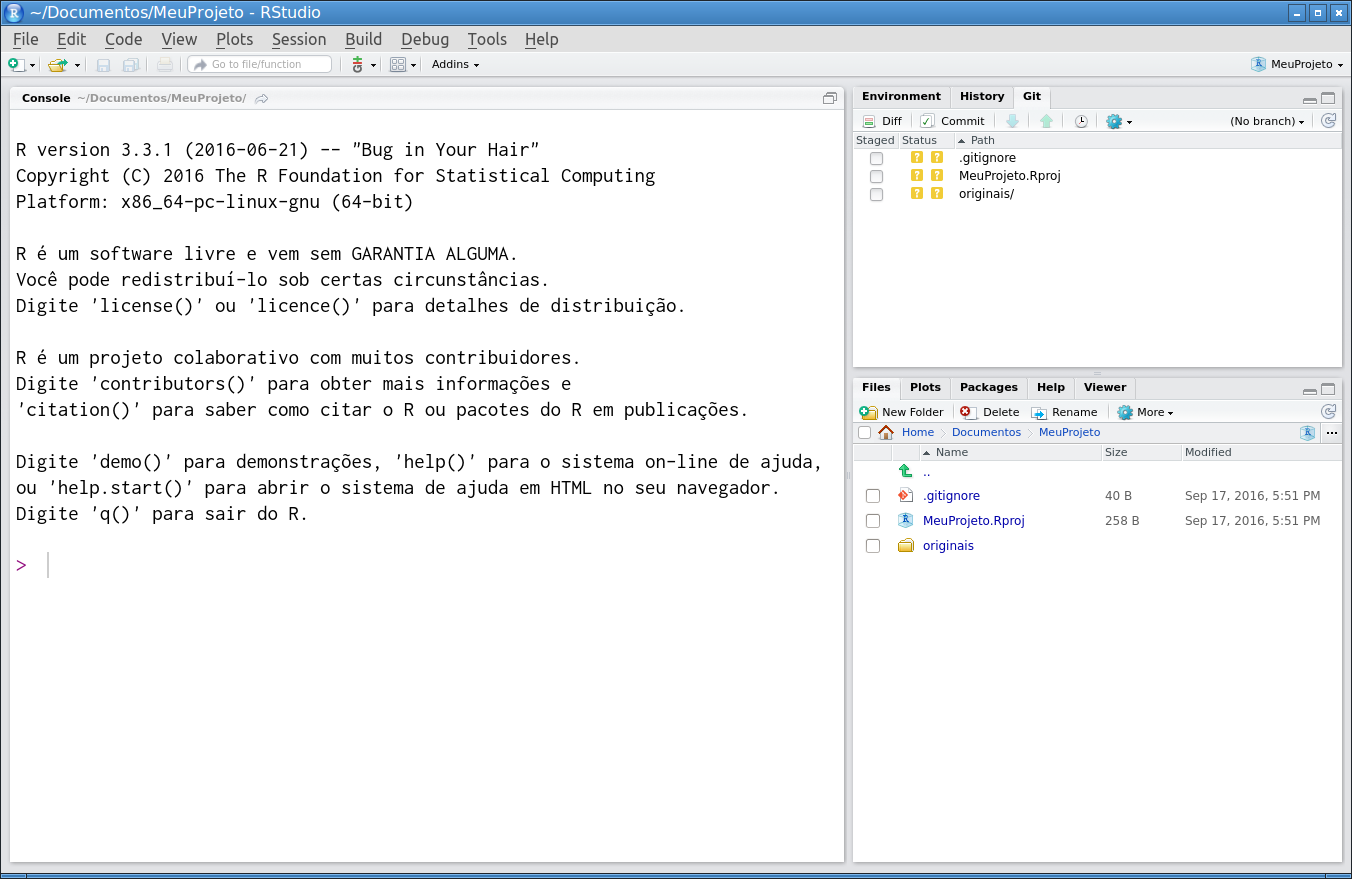 ~/Documentos/MeuProjeto - RStudio
File Edit Code View Plots Session Build Debug Tools Help
Go to file/function Addins MeuProjeto
Console ~/Documentos/MeuProjeto/
R version 3.3.1 (2016-06-21) -- "Bug in Your Hair"
Copyright (C) 2016 The R Foundation for Statistical Computing
Platform: x86_64-pc-linux-gnu (64-bit)
R é um software livre e vem sem GARANTIA ALGUMA.
Você pode redistribuí-lo sob certas circunstâncias.
Digite 'license()' ou 'licence()' para detalhes de distribuição.
R é um projeto colaborativo com muitos contribuidores.
Digite 'contributors()' para obter mais informações e
'citation()' para saber como citar o R ou pacotes do R em publicações.
Digite 'demo()' para demonstrações, 'help()' para o sistema on-line de ajuda,
ou 'help.start()' para abrir o sistema de ajuda em HTML no seu navegador.
Digite 'q()' para sair do R.
>
Environment History Git
Diff Commit (No branch)
Staged Status Path
? ? .gitignore
? ? MeuProjeto.Rproj
? ? originais/
Files Plots Packages Help Viewer
New Folder Delete Rename More
Home Documentos MeuProjeto ...
Name Size Modified
..
.gitignore 40 B Sep 17, 2016, 5:51 PM
MeuProjeto.Rproj 258 B Sep 17, 2016, 5:51 PM
originais